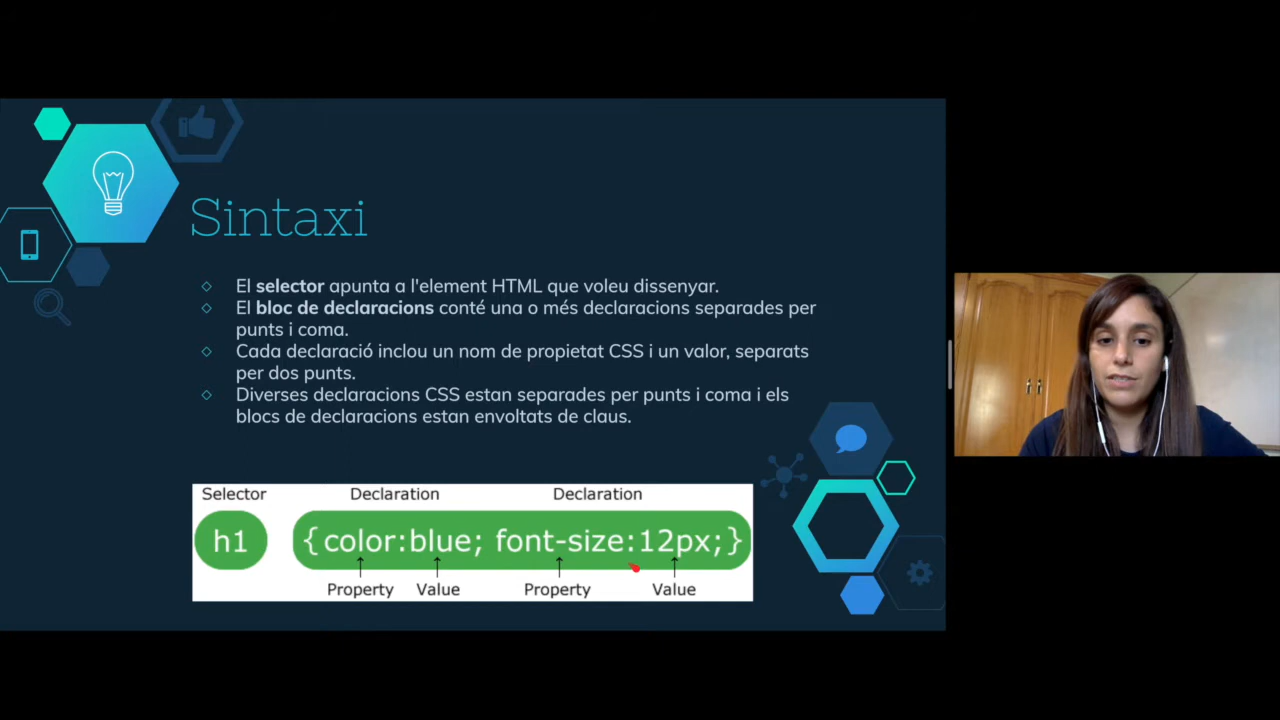 Sintaxi
El selector apunta a l'element HTML que voleu dissenyar.
El bloc de declaracions conté una o més declaracions separades per
punts i coma.
Cada declaració inclou un nom de propietat CSS i un valor, separats
per dos punts.
Diverses declaracions CSS estan separades per punts i coma i els
blocs de declaracions estan envoltats de claus.
Selector Declaration Declaration
h1 {color:blue; font-size:12px;}
Property Value Property Value